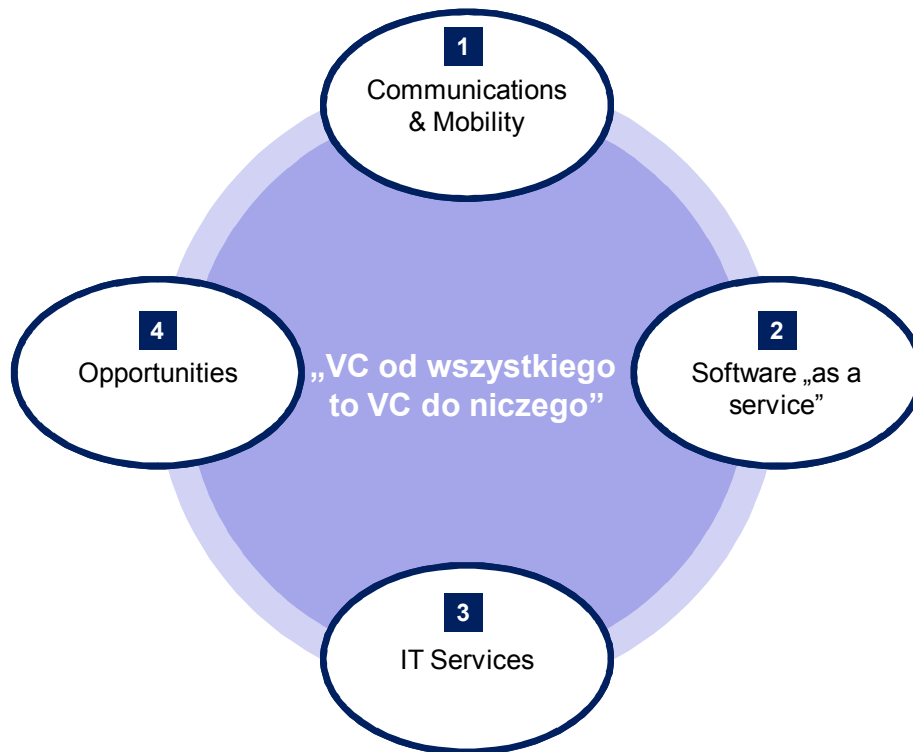 1
Communications
& Mobility
4
Opportunities
„VC od wszystkiego
to VC do niczego”
2
Software „as a
service”
3
IT Services